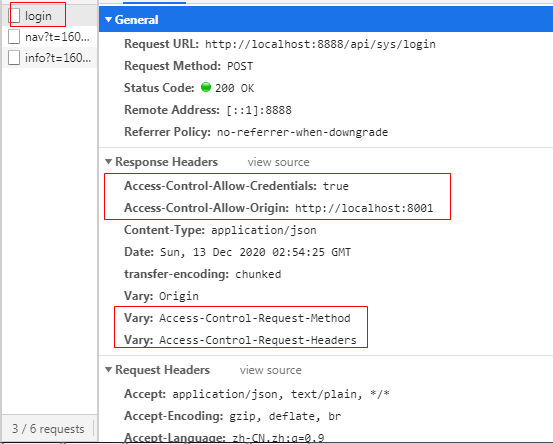 login
nav?t=160...
info?t=160...
General
Request URL: http://localhost:8888/api/sys/login
Request Method: POST
Status Code: 200 OK
Remote Address: [::1]:8888
Referrer Policy: no-referrer-when-downgrade
Response Headers view source
Access-Control-Allow-Credentials: true
Access-Control-Allow-Origin: http://localhost:8001
Content-Type: application/json
Date: Sun, 13 Dec 2020 02:54:25 GMT
transfer-encoding: chunked
Vary: Origin
Vary: Access-Control-Request-Method
Vary: Access-Control-Request-Headers
Request Headers view source
Accept: application/json, text/plain, */*
Accept-Encoding: gzip, deflate, br
Accept-Language: zh-CN,zh;q=0.9
3 / 6 requests